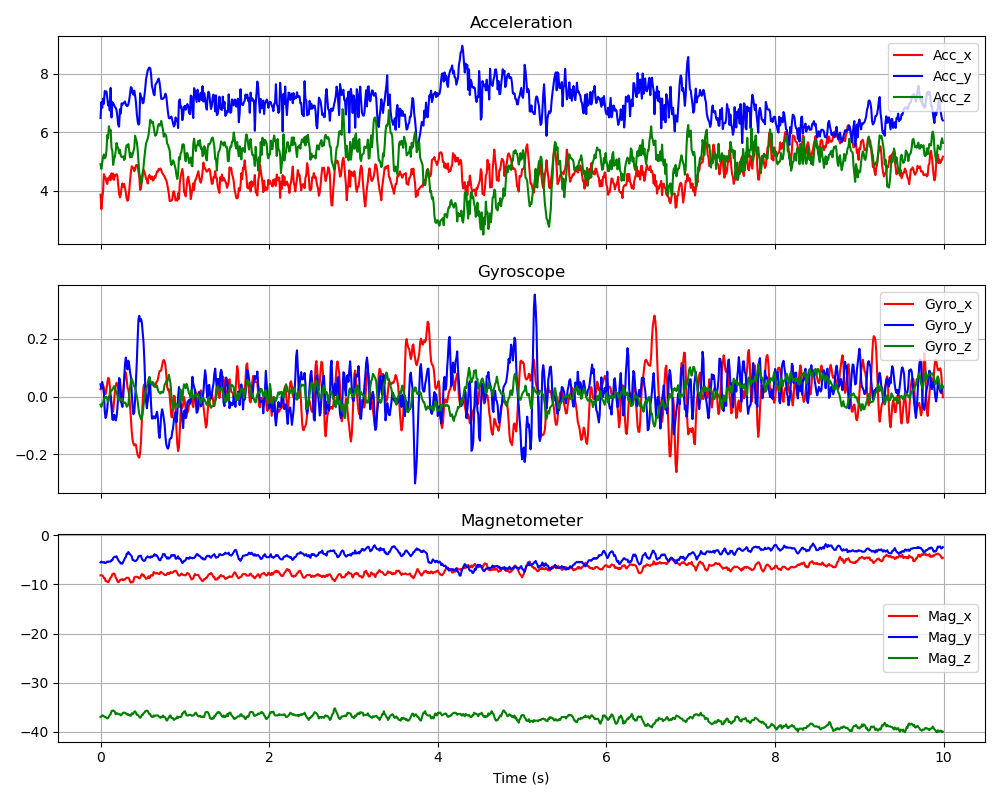 Acceleration
8
6
4
Acc_x
Acc_y
Acc_z
Gyroscope
0.2
0.0
−0.2
Gyro_x
Gyro_y
Gyro_z
Magnetometer
0
−10
−20
−30
−40
Mag_x
Mag_y
Mag_z
0 2 4 6 8 10
Time (s)